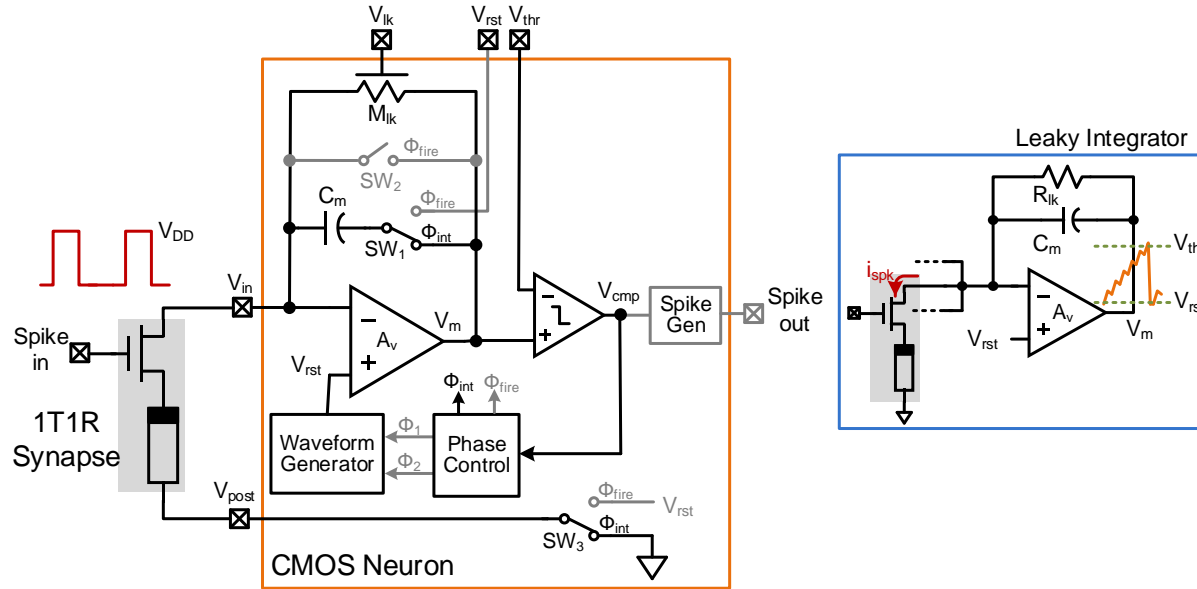 V_lk
V_rst
V_thr
M_lk
Φ_fire
SW_2
C_m
Φ_fire
Φ_int
SW_1
V_DD
V_in
Spike
in
1T1R
Synapse
V_post
−
A_v
+
V_m
V_rst
−
+
V_cmp
Spike
Gen
Spike
out
Φ_int
Φ_fire
Waveform
Generator
Φ_1
Φ_2
Phase
Control
Φ_fire
V_rst
Φ_int
SW_3
CMOS Neuron
Leaky Integrator
R_lk
C_m
V_th
i_spk
−
A_v
+
V_rs
V_m
V_rst